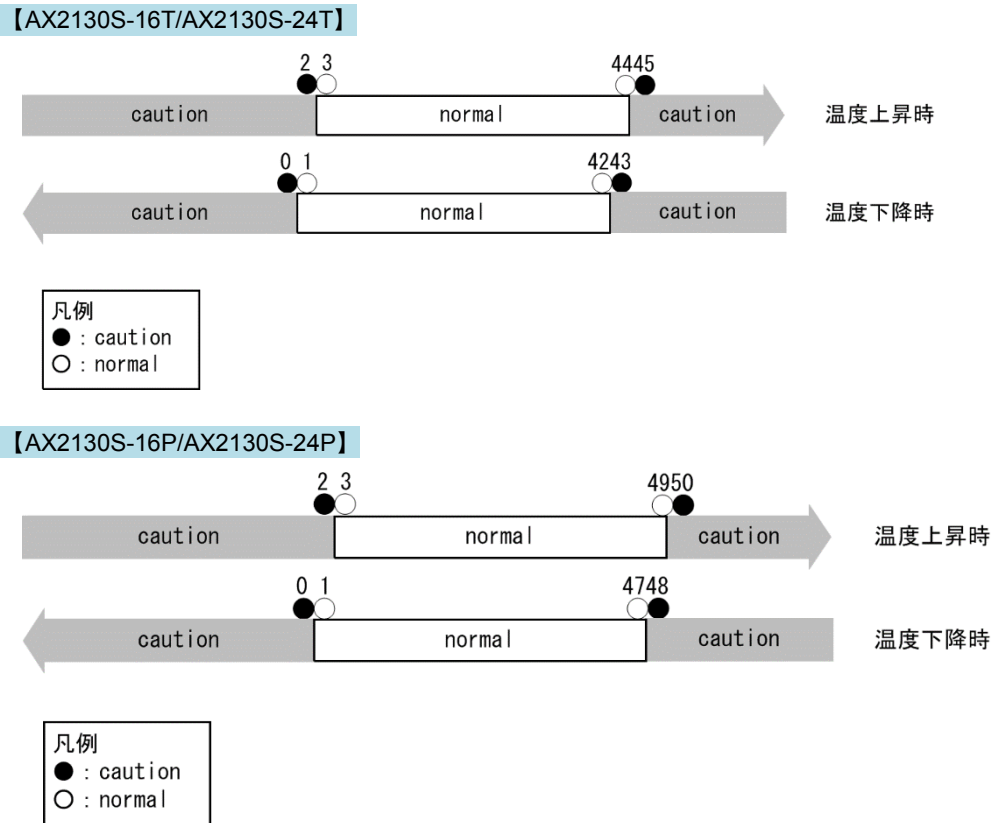 【AX2130S-16T/AX2130S-24T】
2 3 4445
caution normal caution 温度上昇時
0 1 4243
caution normal caution 温度下降時
凡例
●：caution
○：normal
【AX2130S-16P/AX2130S-24P】
2 3 4950
caution normal caution 温度上昇時
0 1 4748
caution normal caution 温度下降時
凡例
●：caution
○：normal